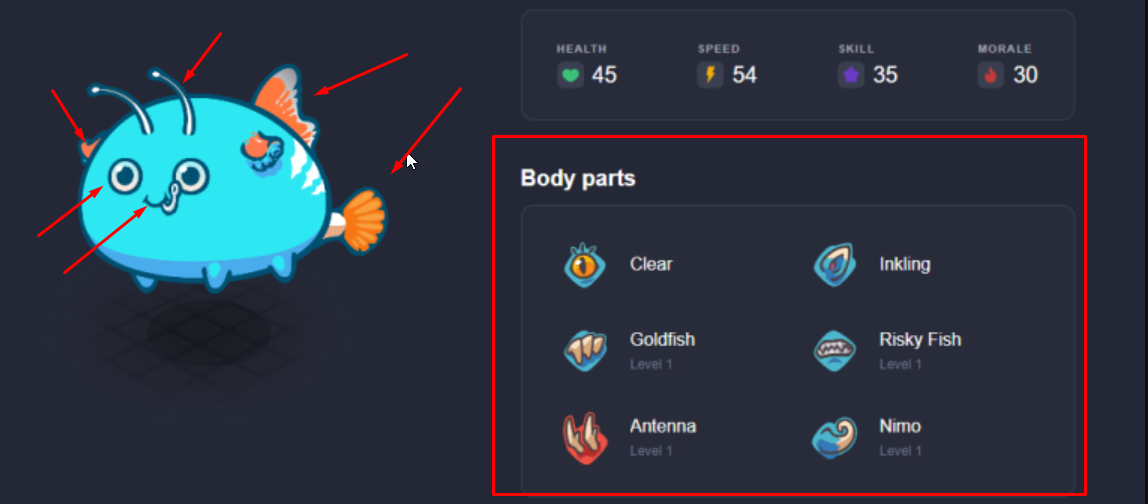 HEALTH
45
SPEED
54
SKILL
35
MORALE
30
Body parts
Clear
Inkling
Goldfish
Level 1
Risky Fish
Level 1
Antenna
Level 1
Nimo
Level 1